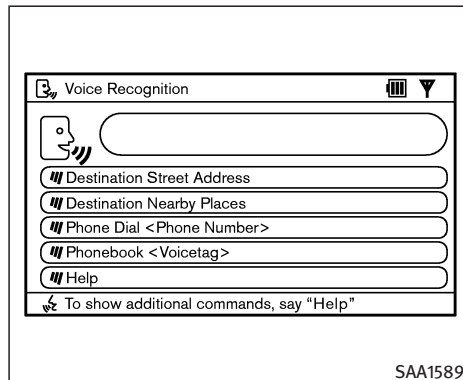 Voice Recognition
Destination Street Address
Destination Nearby Places
Phone Dial <Phone Number>
Phonebook <Voicetag>
Help
To show additional commands, say “Help”
SAA1589